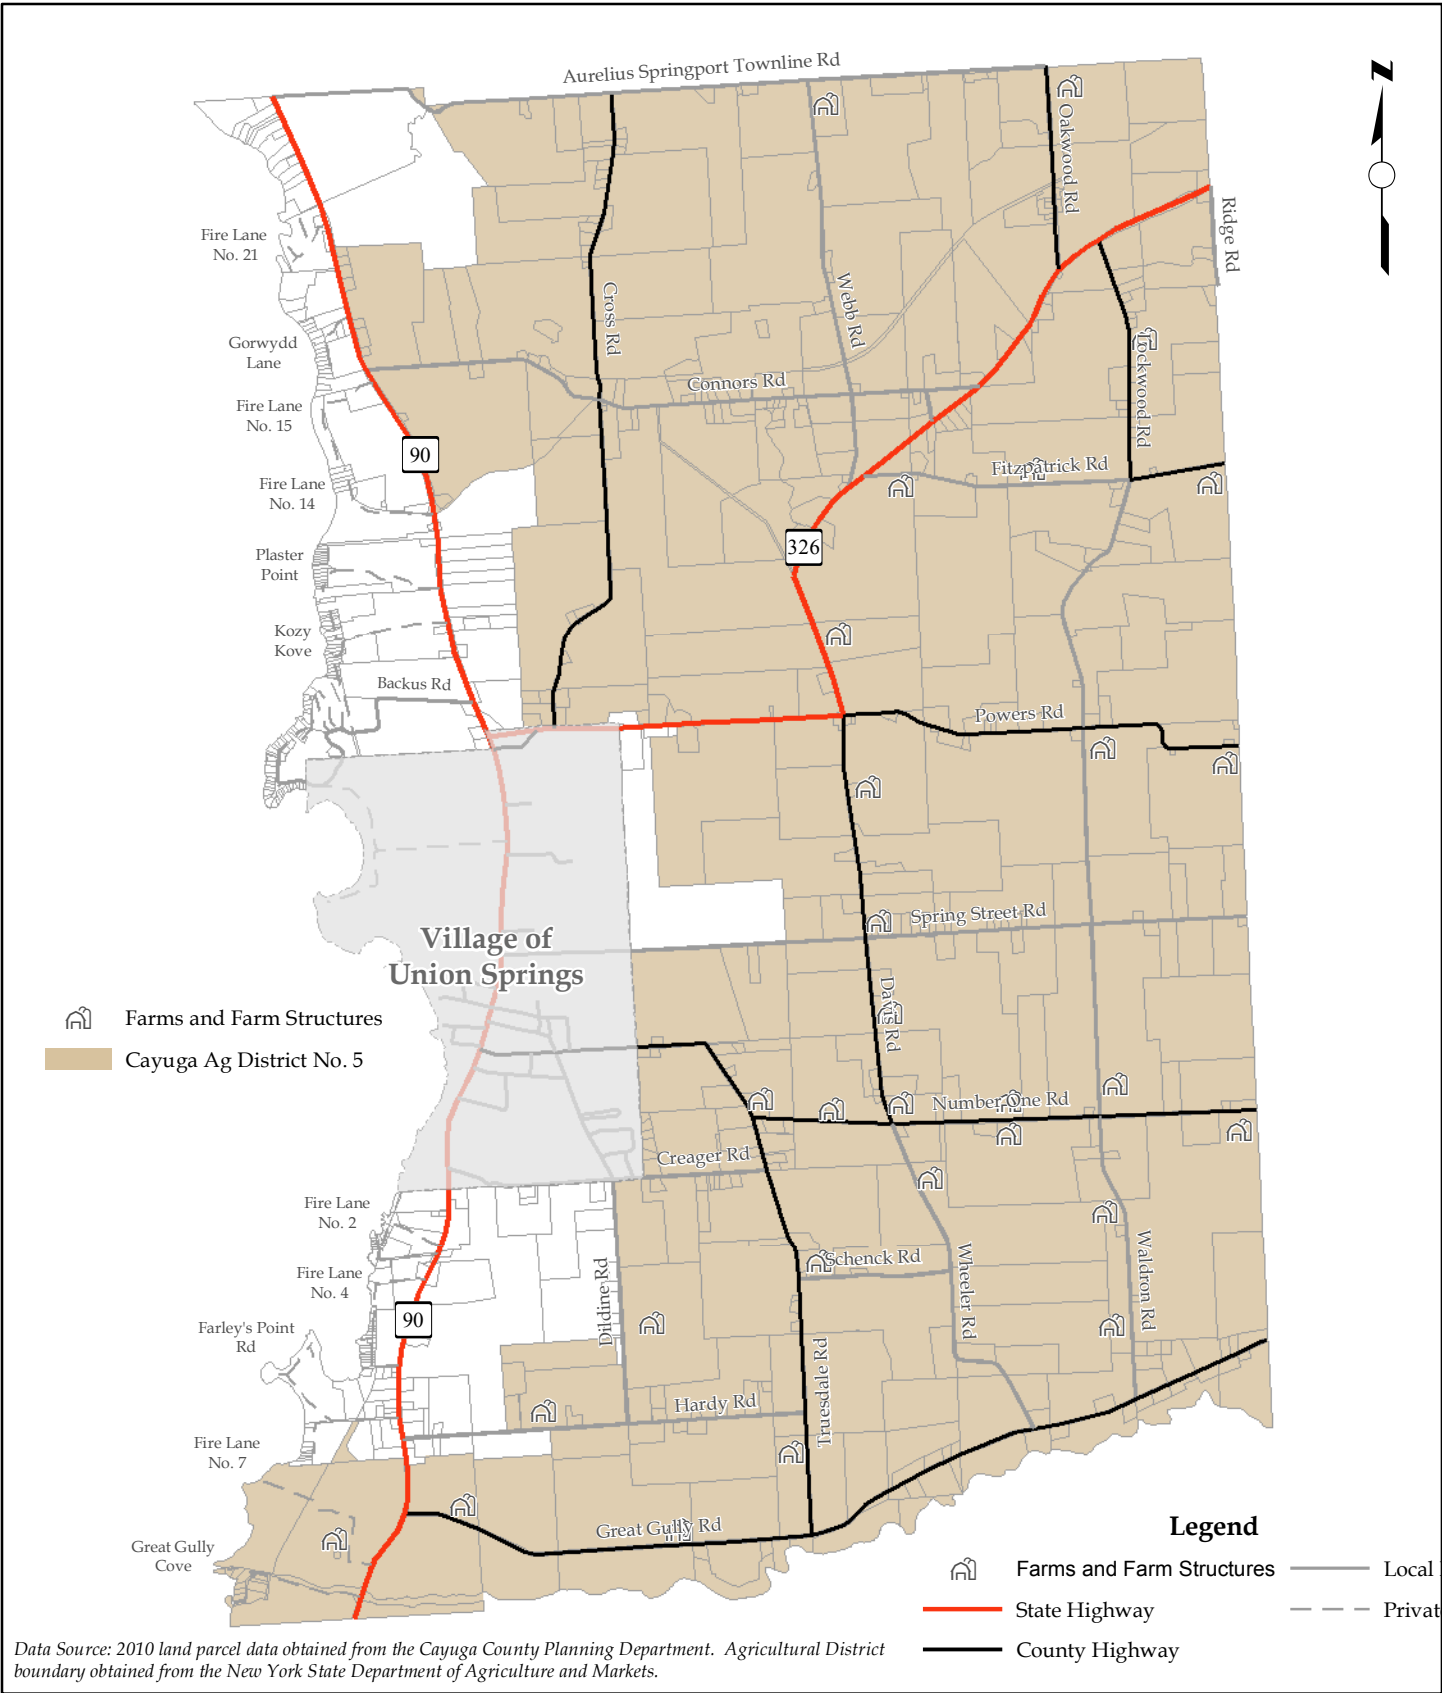 Aurelius Springport Townline Rd
Z
Oakwood Rd
Ridge Rd
Fire Lane
No. 21
Cross Rd
Webb Rd
Gorwydd
Lane
Lockwood Rd
Connors Rd
Fire Lane
No. 15
90
Fitzpatrick Rd
Fire Lane
No. 14
326
Plaster
Point
Kozy
Kove
Backus Rd
Powers Rd
Spring Street Rd
Village of
Union Springs
Davis Rd
Farms and Farm Structures
Cayuga Ag District No. 5
Number One Rd
Creager Rd
Fire Lane
No. 2
Schenck Rd
Wheeler Rd
Waldron Rd
Dildine Rd
Fire Lane
No. 4
90
Farley's Point
Rd
Truesdale Rd
Hardy Rd
Fire Lane
No. 7
Great Gully Rd
Great Gully
Cove
Legend
Farms and Farm Structures
Local
State Highway
Privat
County Highway
Data Source: 2010 land parcel data obtained from the Cayuga County Planning Department. Agricultural District
boundary obtained from the New York State Department of Agriculture and Markets.